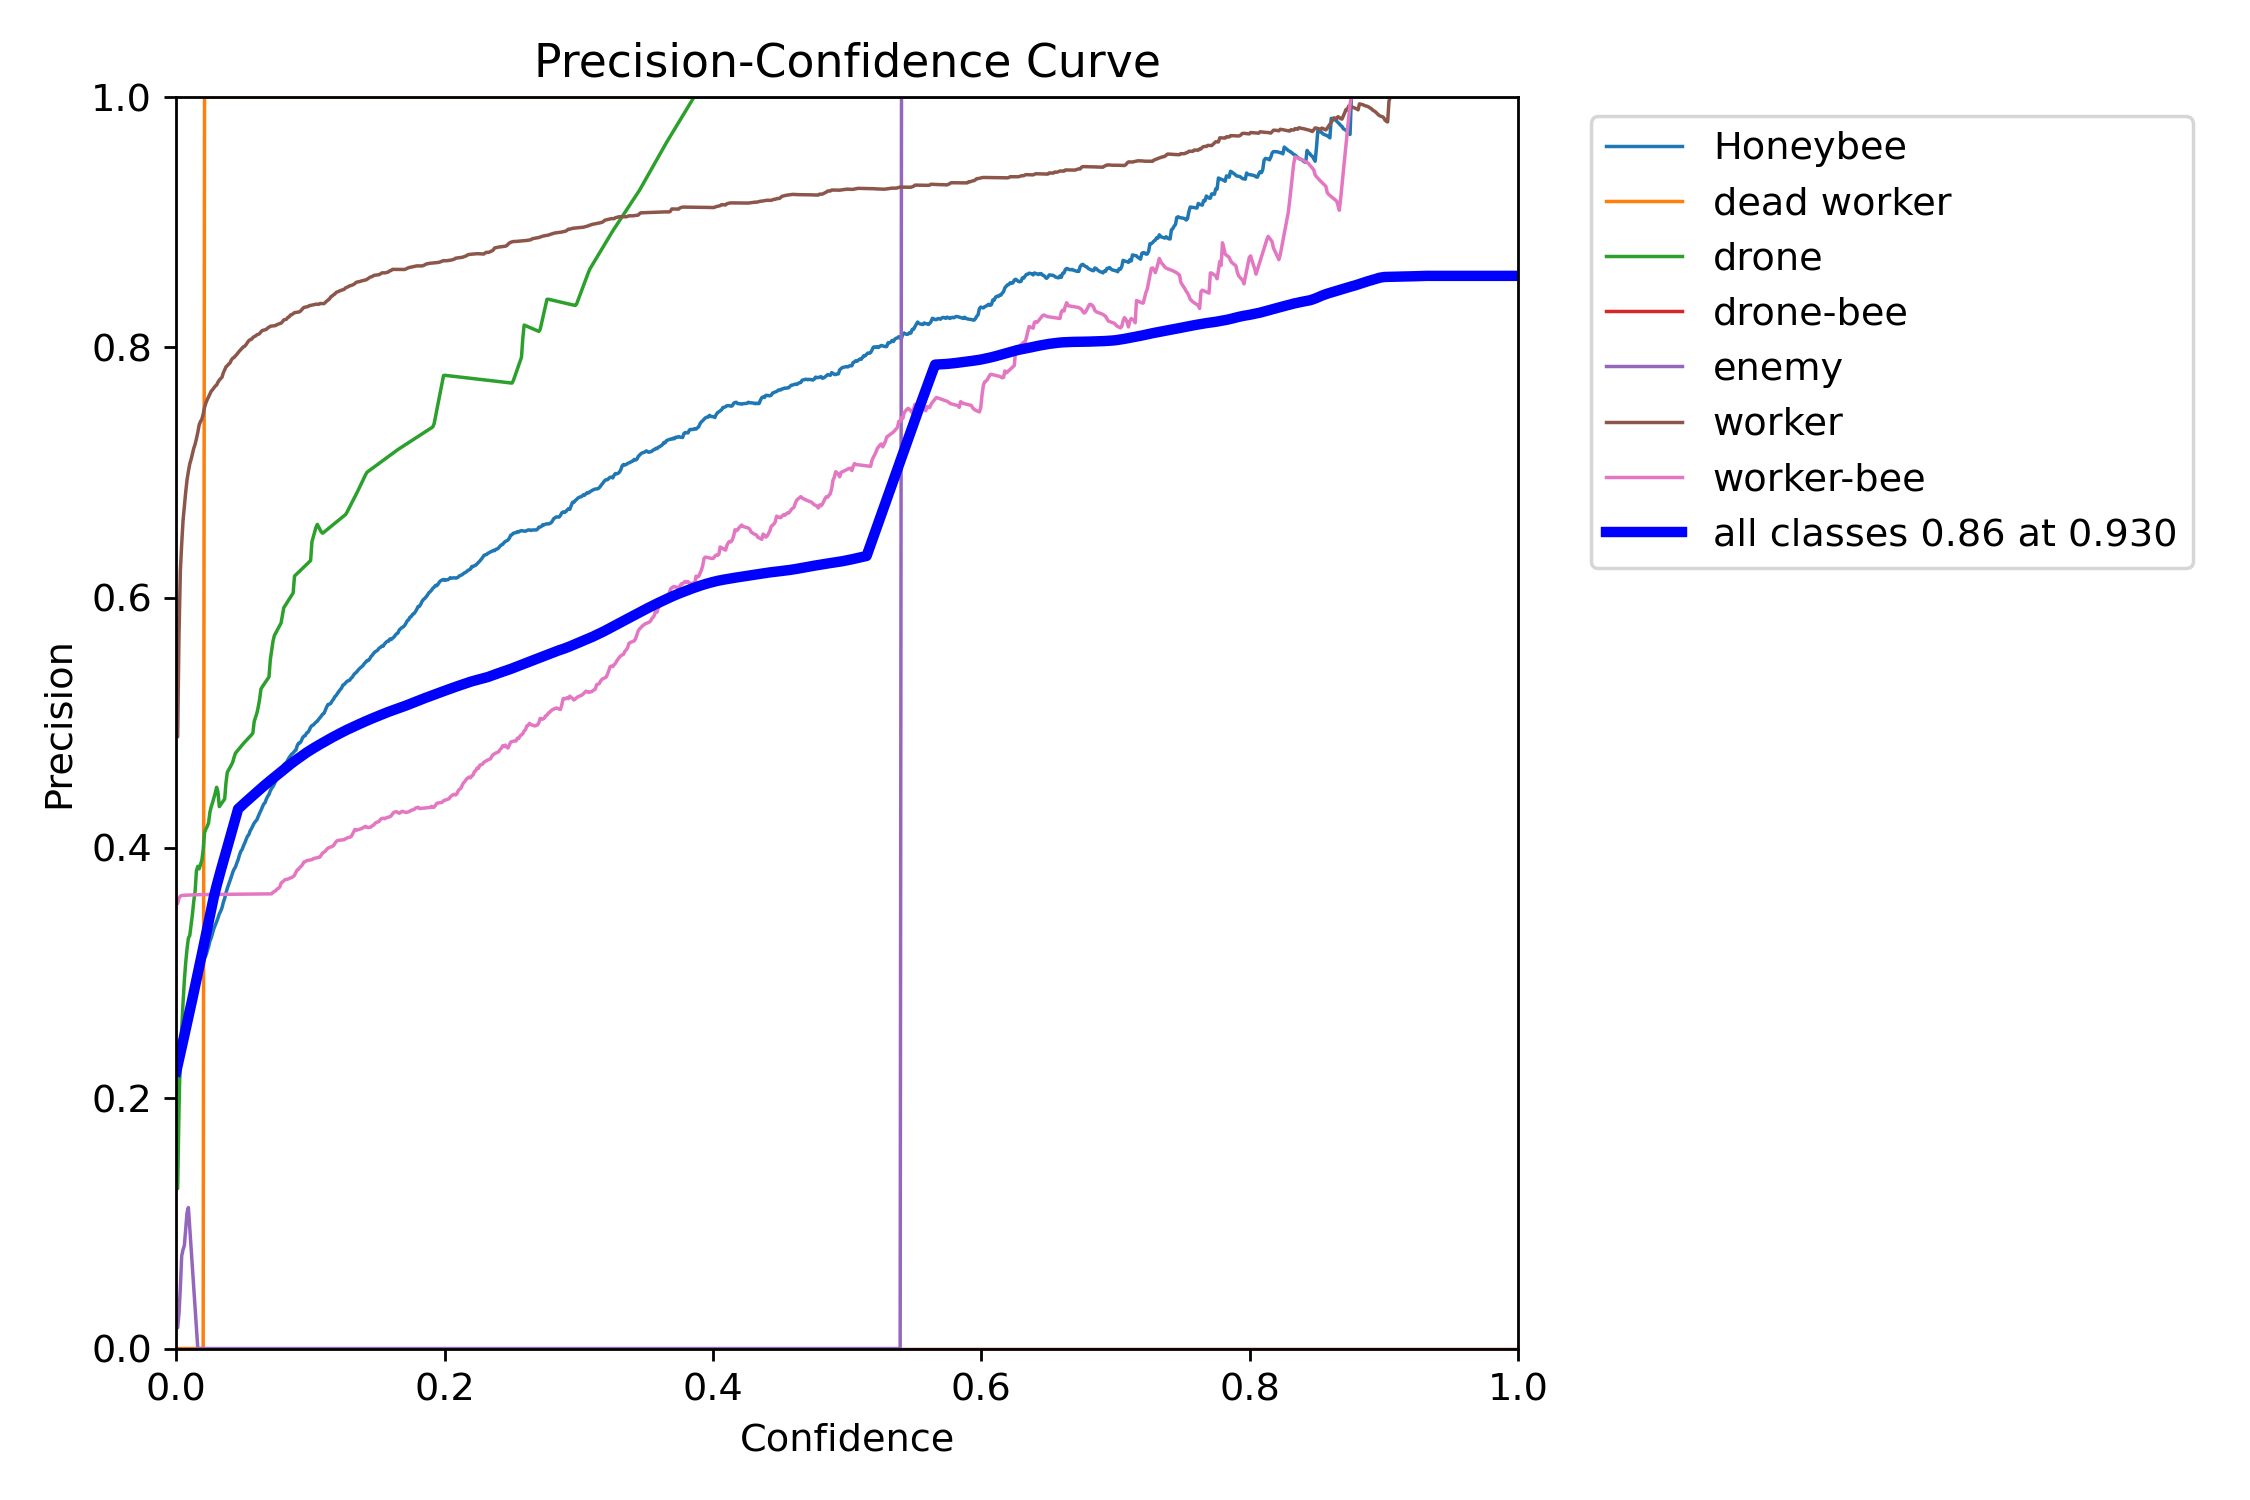 Precision-Confidence Curve
1.0
0.8
0.6
0.4
0.2
0.0
Precision
0.0 0.2 0.4 0.6 0.8 1.0
Confidence
Honeybee
dead worker
drone
drone-bee
enemy
worker
worker-bee
all classes 0.86 at 0.930